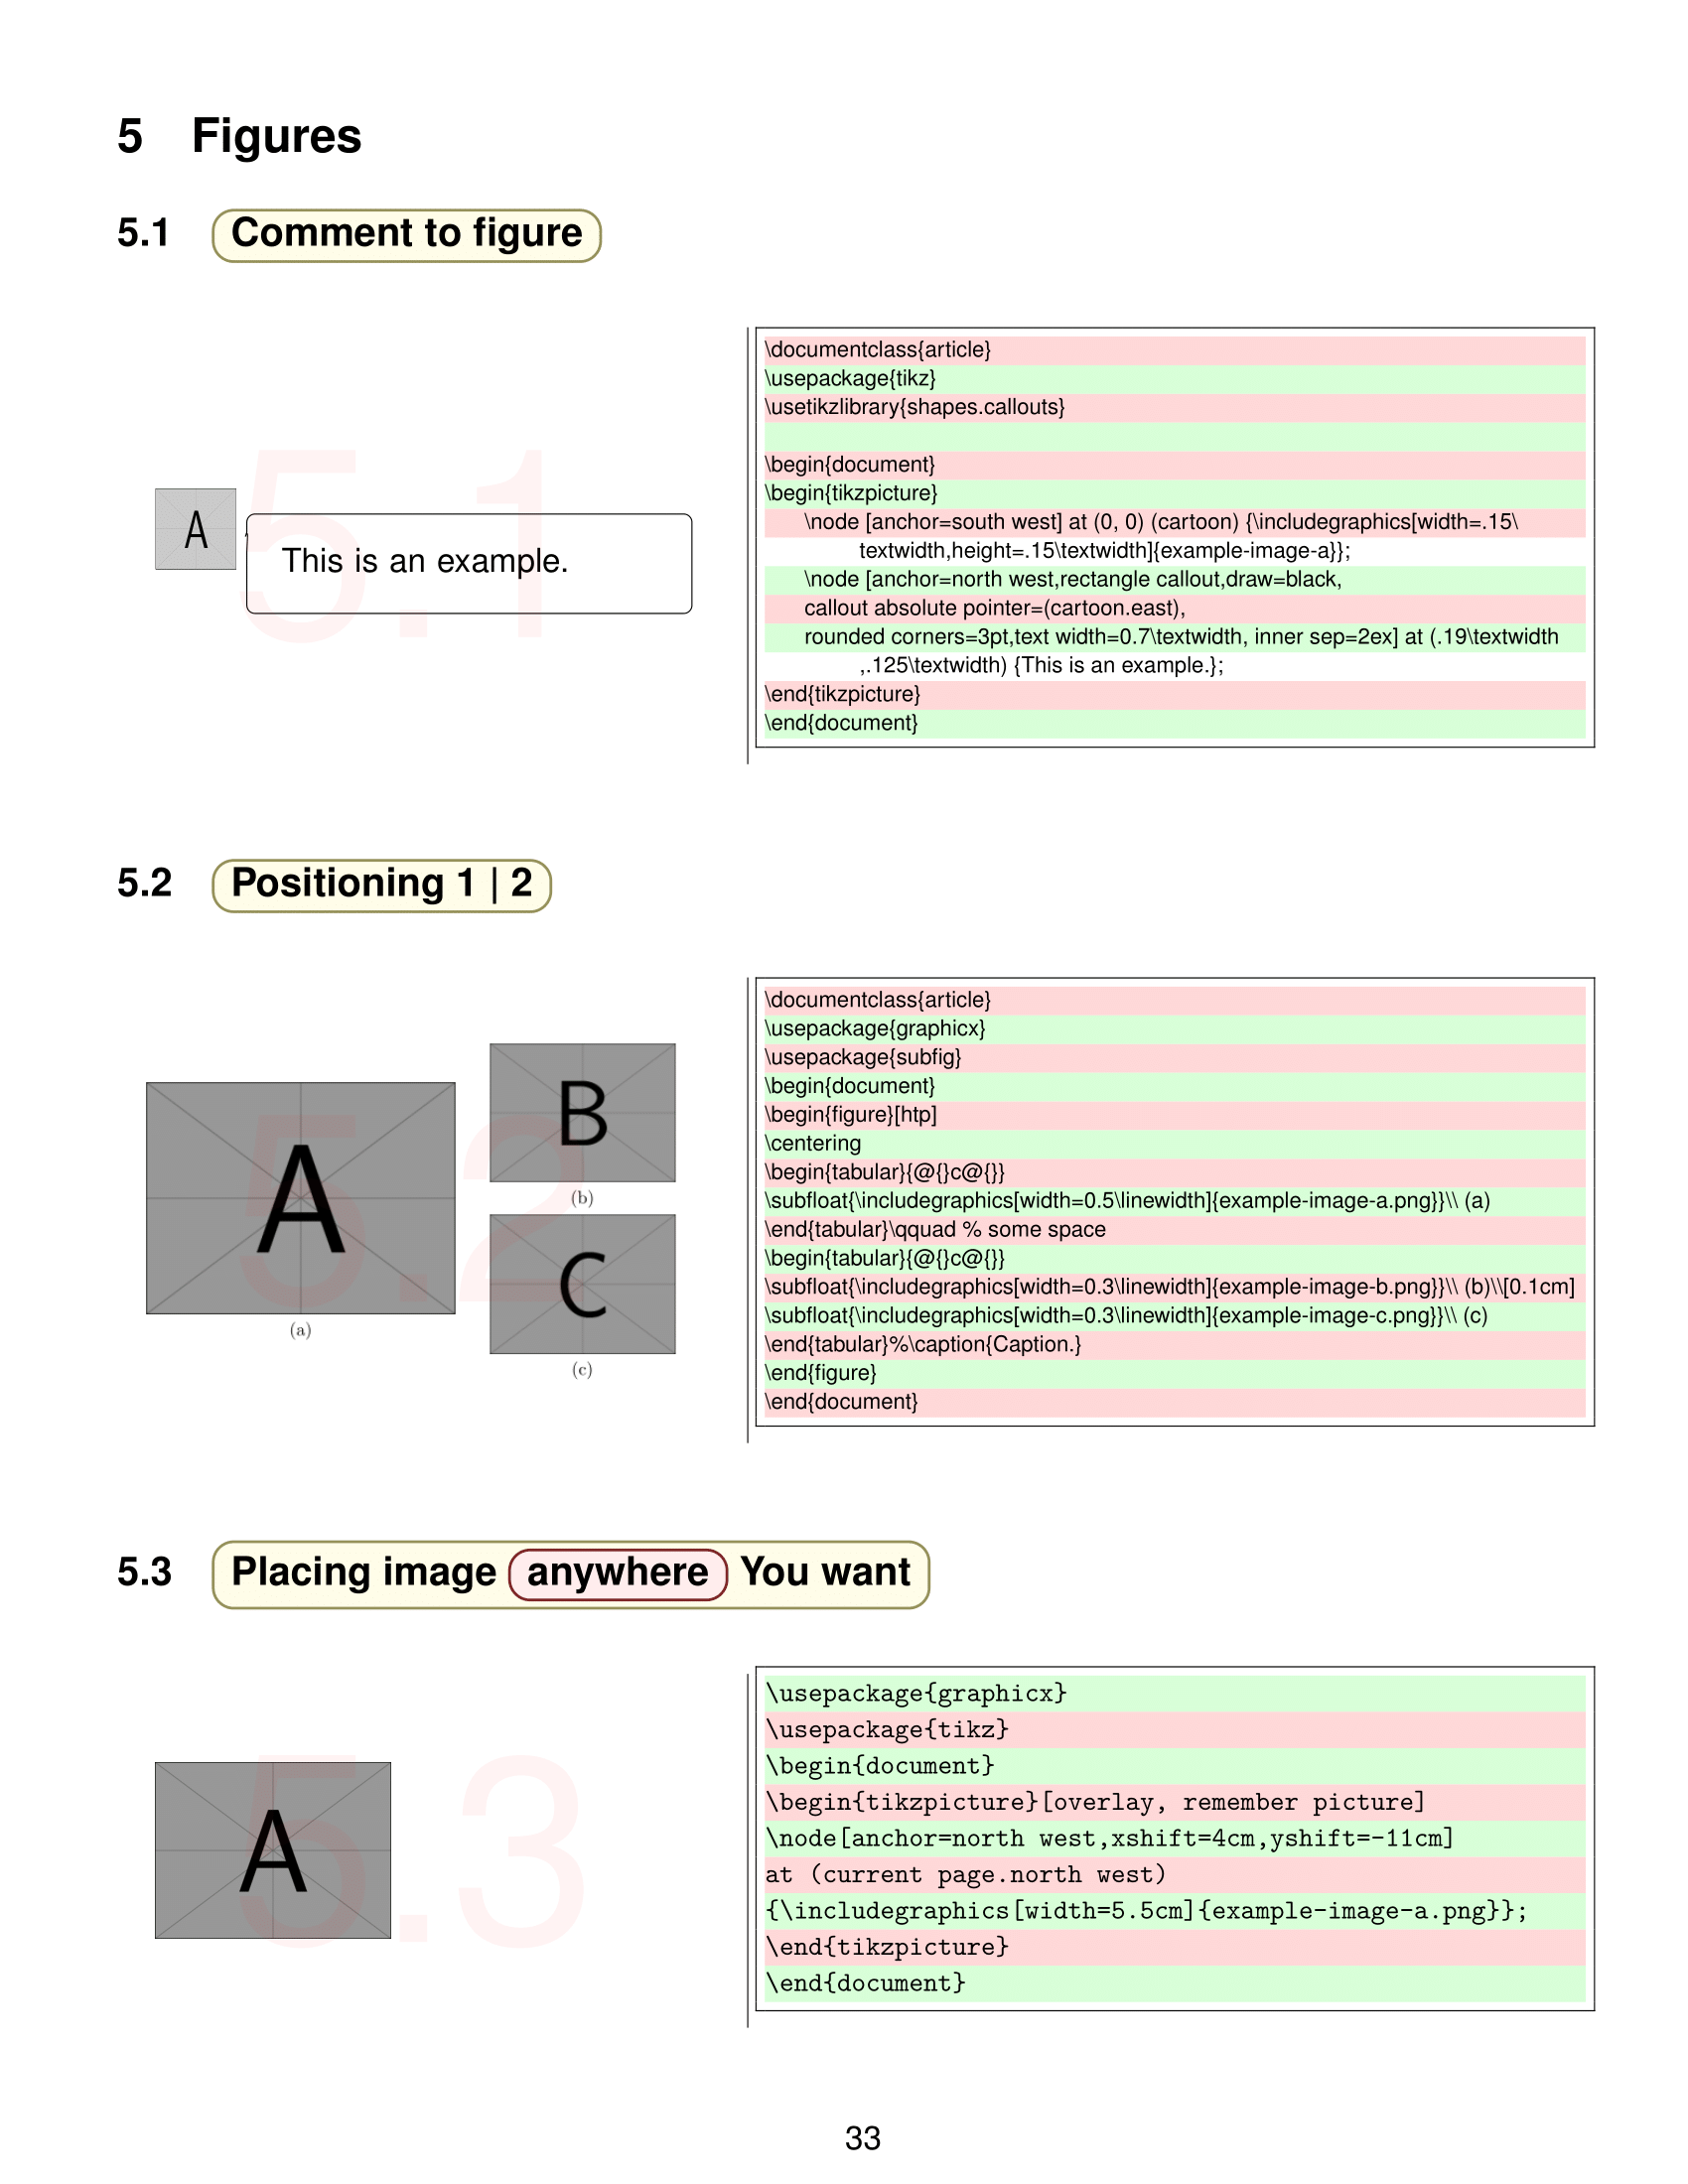 5 Figures
5.1 Comment to figure
5.1
A
This is an example.
\documentclass{article}
\usepackage{tikz}
\usetikzlibrary{shapes.callouts}
\begin{document}
\begin{tikzpicture}
\node [anchor=south west] at (0, 0) (cartoon) {\includegraphics[width=.15\
textwidth,height=.15\textwidth]{example-image-a}};
\node [anchor=north west,rectangle callout,draw=black,
callout absolute pointer=(cartoon.east),
rounded corners=3pt,text width=0.7\textwidth, inner sep=2ex] at (.19\textwidth
,.125\textwidth) {This is an example.};
\end{tikzpicture}
\end{document}
5.2 Positioning 1 | 2
5.2
A
(a)
B
(b)
C
(c)
\documentclass{article}
\usepackage{graphicx}
\usepackage{subfig}
\begin{document}
\begin{figure}[htp]
\centering
\begin{tabular}{@{}c@{}}
\subfloat{\includegraphics[width=0.5\linewidth]{example-image-a.png}}\\ (a)
\end{tabular}\qquad % some space
\begin{tabular}{@{}c@{}}
\subfloat{\includegraphics[width=0.3\linewidth]{example-image-b.png}}\\ (b)\\[0.1cm]
\subfloat{\includegraphics[width=0.3\linewidth]{example-image-c.png}}\\ (c)
\end{tabular}%\caption{Caption.}
\end{figure}
\end{document}
5.3 Placing image anywhere You want
5.3
A
\usepackage{graphicx}
\usepackage{tikz}
\begin{document}
\begin{tikzpicture}[overlay, remember picture]
\node[anchor=north west,xshift=4cm,yshift=-11cm]
at (current page.north west)
{\includegraphics[width=5.5cm]{example-image-a.png}};
\end{tikzpicture}
\end{document}
33